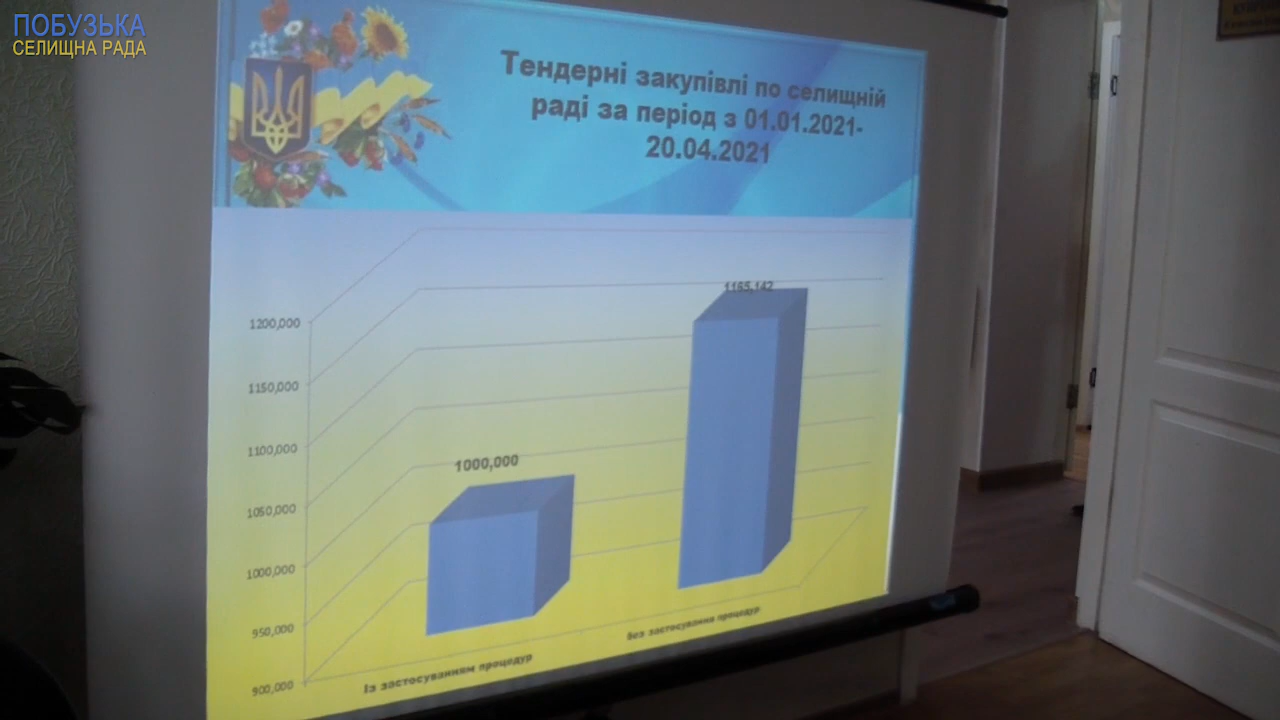 ПОБУЗЬКА
СЕЛИЩНА РАДА
Тендерні закупівлі по селищній
раді за період з 01.01.2021-
20.04.2021
1200,000
1150,000
1100,000
1050,000
1000,000
950,000
900,000
1000,000
1165,142
Із застосуванням процедур
Без застосування процедур